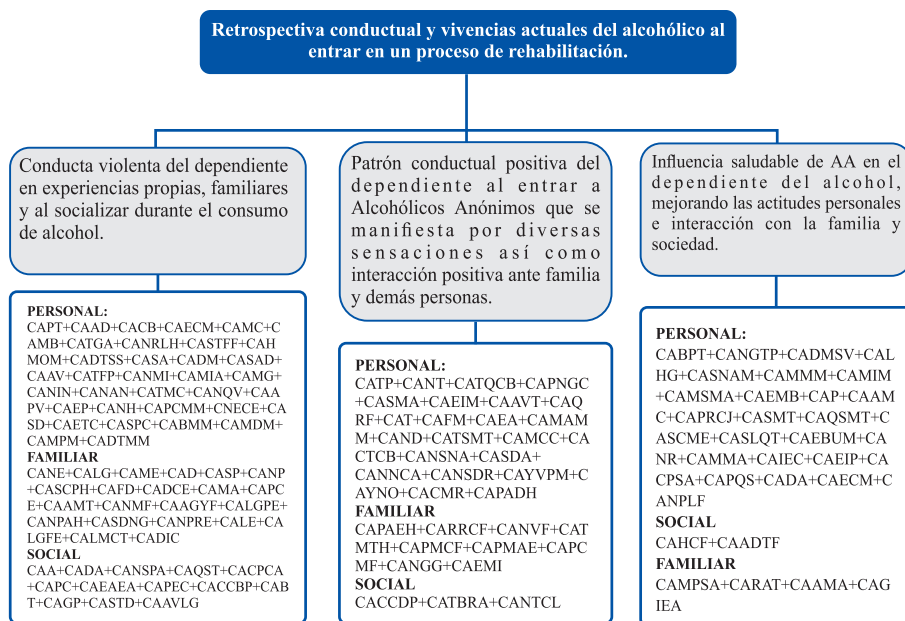 Retrospectiva conductual y vivencias actuales del alcohólico al
entrar en un proceso de rehabilitación.
Conducta violenta del dependiente
en experiencias propias, familiares
y al socializar durante el consumo
de alcohol.
PERSONAL:
CAPT+CAAD+CACB+CAECM+CAMC+C
AMB+CATGA+CANRLH+CASTFF+CAH
MOM+CADTSS+CASA+CADM+CASAD+
CAAV+CATFP+CANMI+CAMIA+CAMG+
CANIN+CANAN+CATMC+CANQV+CAA
PV+CAEP+CANH+CAPCMM+CNECE+CA
SD+CAETC+CASPC+CABMM+CAMDM+
CAMPM+CADTMM
FAMILIAR
CANE+CALG+CAME+CAD+CASP+CANP
+CASCPH+CAFD+CADCE+CAMA+CAPC
E+CAAMT+CANMF+CAAGYF+CALGPE+
CANPAH+CASDNG+CANPRE+CALE+CA
LGFE+CALMCT+CADIC
SOCIAL
CAA+CADA+CANSPA+CAQST+CACPCA
+CAPC+CAEAEA+CAPEC+CACCBP+CAB
T+CAGP+CASTD+CAAVLG
Patrón conductual positiva del
dependiente al entrar a
Alcohólicos Anónimos que se
manifiesta por diversas
sensaciones así como
interacción positiva ante familia
y demás personas.
PERSONAL:
CATP+CANT+CATQCB+CAPNGC
+CASMA+CAEIM+CAAVT+CAQ
RF+CAT+CAFM+CAEA+CAMAM
M+CAND+CATSMT+CAMCC+CA
CTCB+CANSNA+CASDA+
CANNCA+CANSDR+CAYVPM+C
AYNO+CACMR+CAPADH
FAMILIAR
CAPAEH+CARRCF+CANVF+CAT
MTH+CAPMCF+CAPMAE+CAPC
MF+CANGG+CAEMI
SOCIAL
CACCDP+CATBRA+CANTCL
Influencia saludable de AA en el
dependiente del alcohol,
mejorando las actitudes personales
e interacción con la familia y
sociedad.
PERSONAL:
CABPT+CANGTP+CADMSV+CAL
HG+CASNAM+CAMMM+CAMIM
+CAMSMA+CAEMB+CAP+CAAM
C+CAPRCJ+CASMT+CAQSMT+C
ASCME+CASLQT+CAEBUM+CA
NR+CAMMA+CAIEC+CAEIP+CA
CPSA+CAPQS+CADA+CAECM+C
ANPLF
SOCIAL
CAHCF+CAADTF
FAMILIAR
CAMPSA+CARAT+CAAMA+CAG
IEA